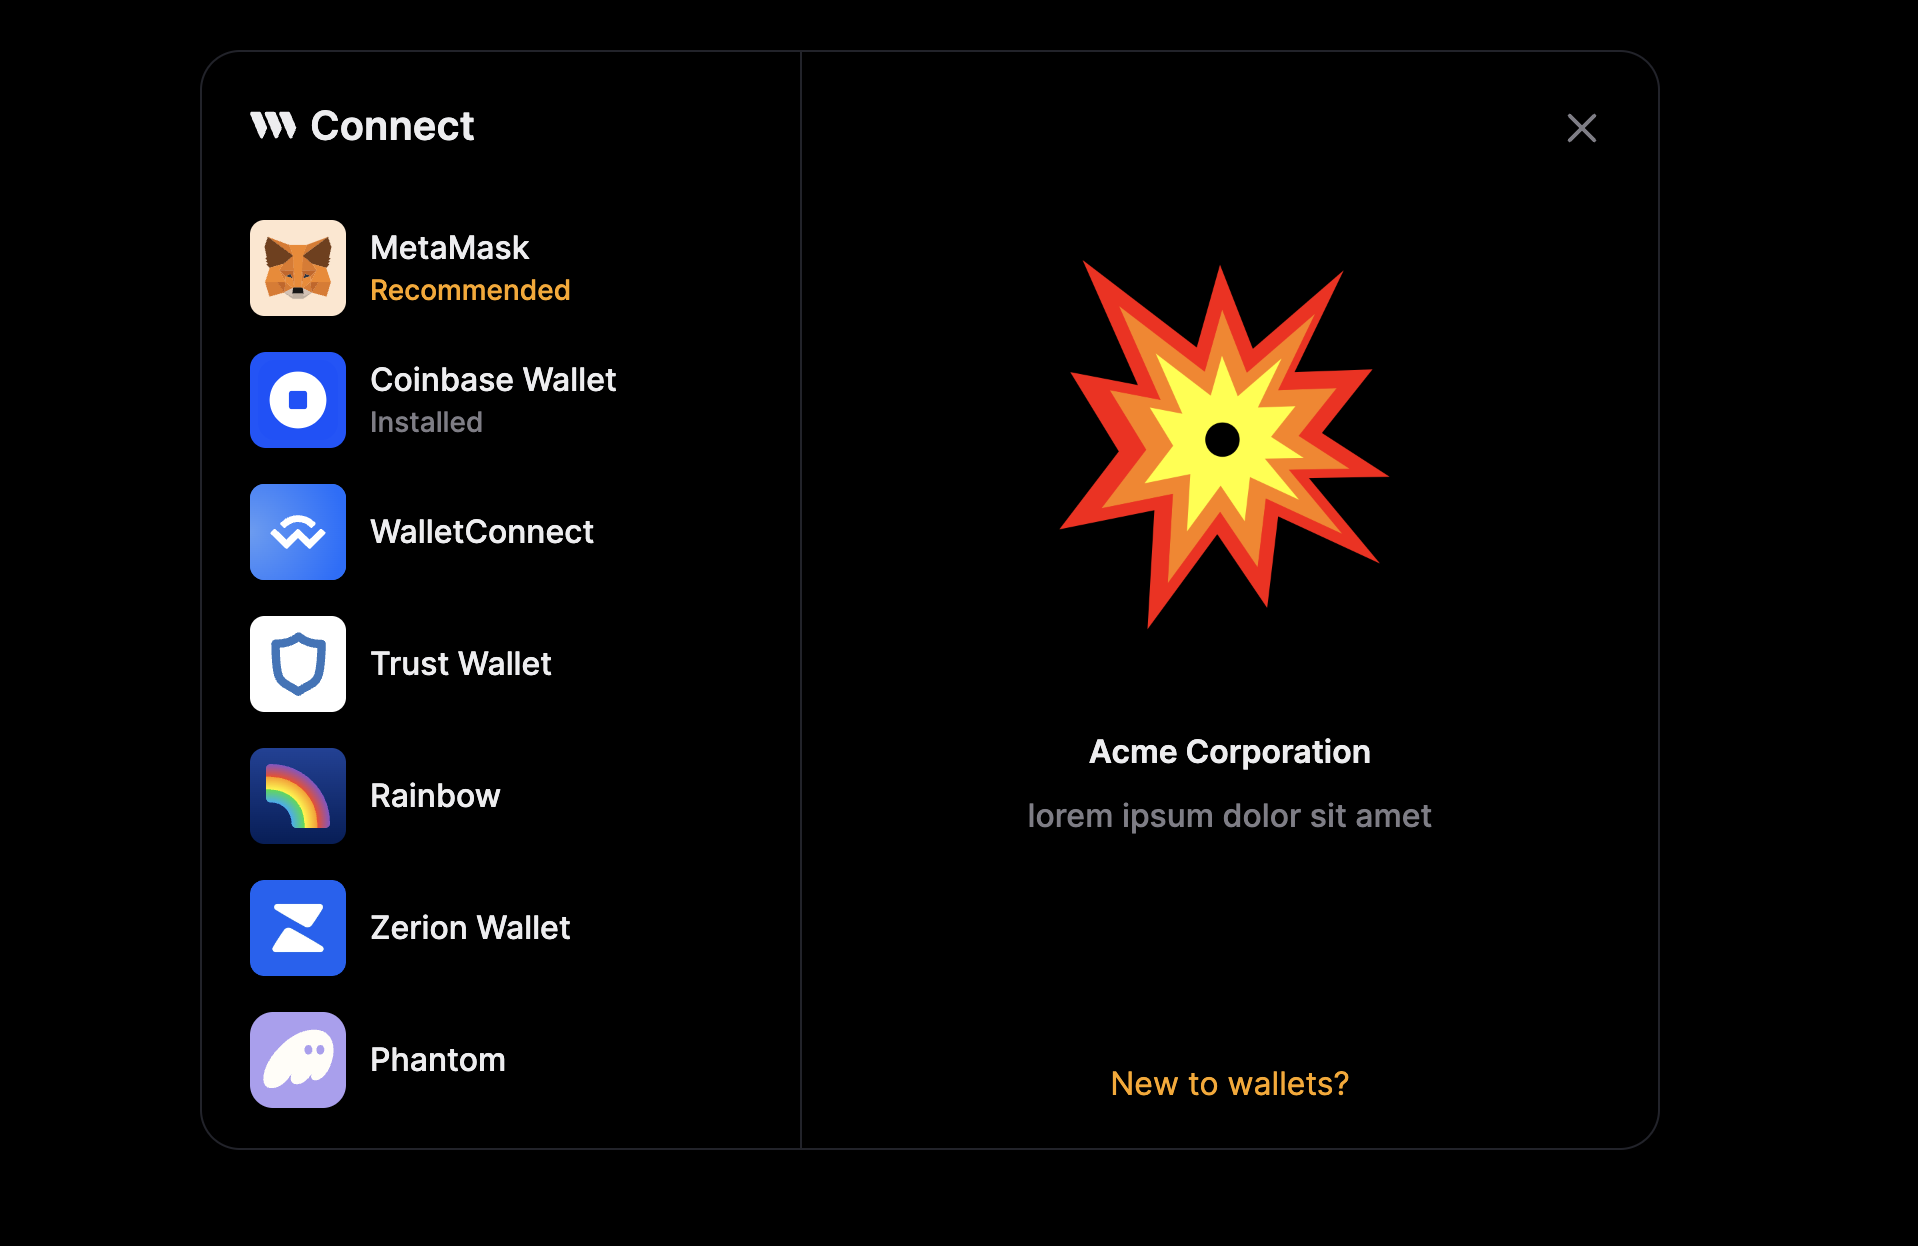 Connect
MetaMask
Recommended
Coinbase Wallet
Installed
WalletConnect
Trust Wallet
Rainbow
Zerion Wallet
Phantom
Acme Corporation
lorem ipsum dolor sit amet
New to wallets?